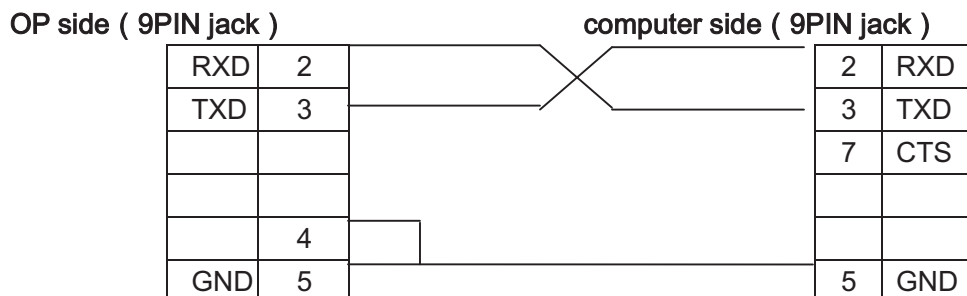 OP side ( 9PIN jack ) computer side ( 9PIN jack )
RXD 2 2 RXD
TXD 3 3 TXD
7 CTS
4
GND 5 5 GND